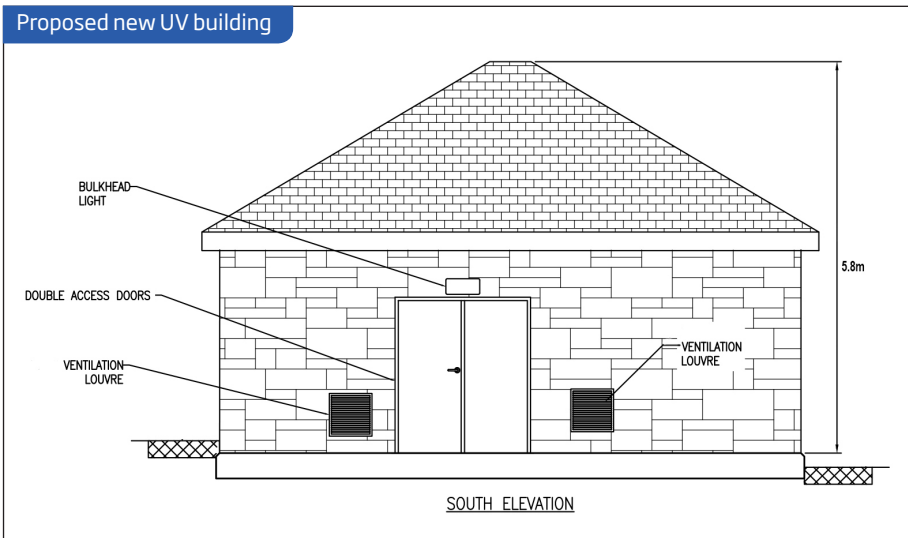 Proposed new UV building
BULKHEAD
LIGHT
5.8m
DOUBLE ACCESS DOORS
VENTILATION
LOUVRE
VENTILATION
LOUVRE
SOUTH ELEVATION